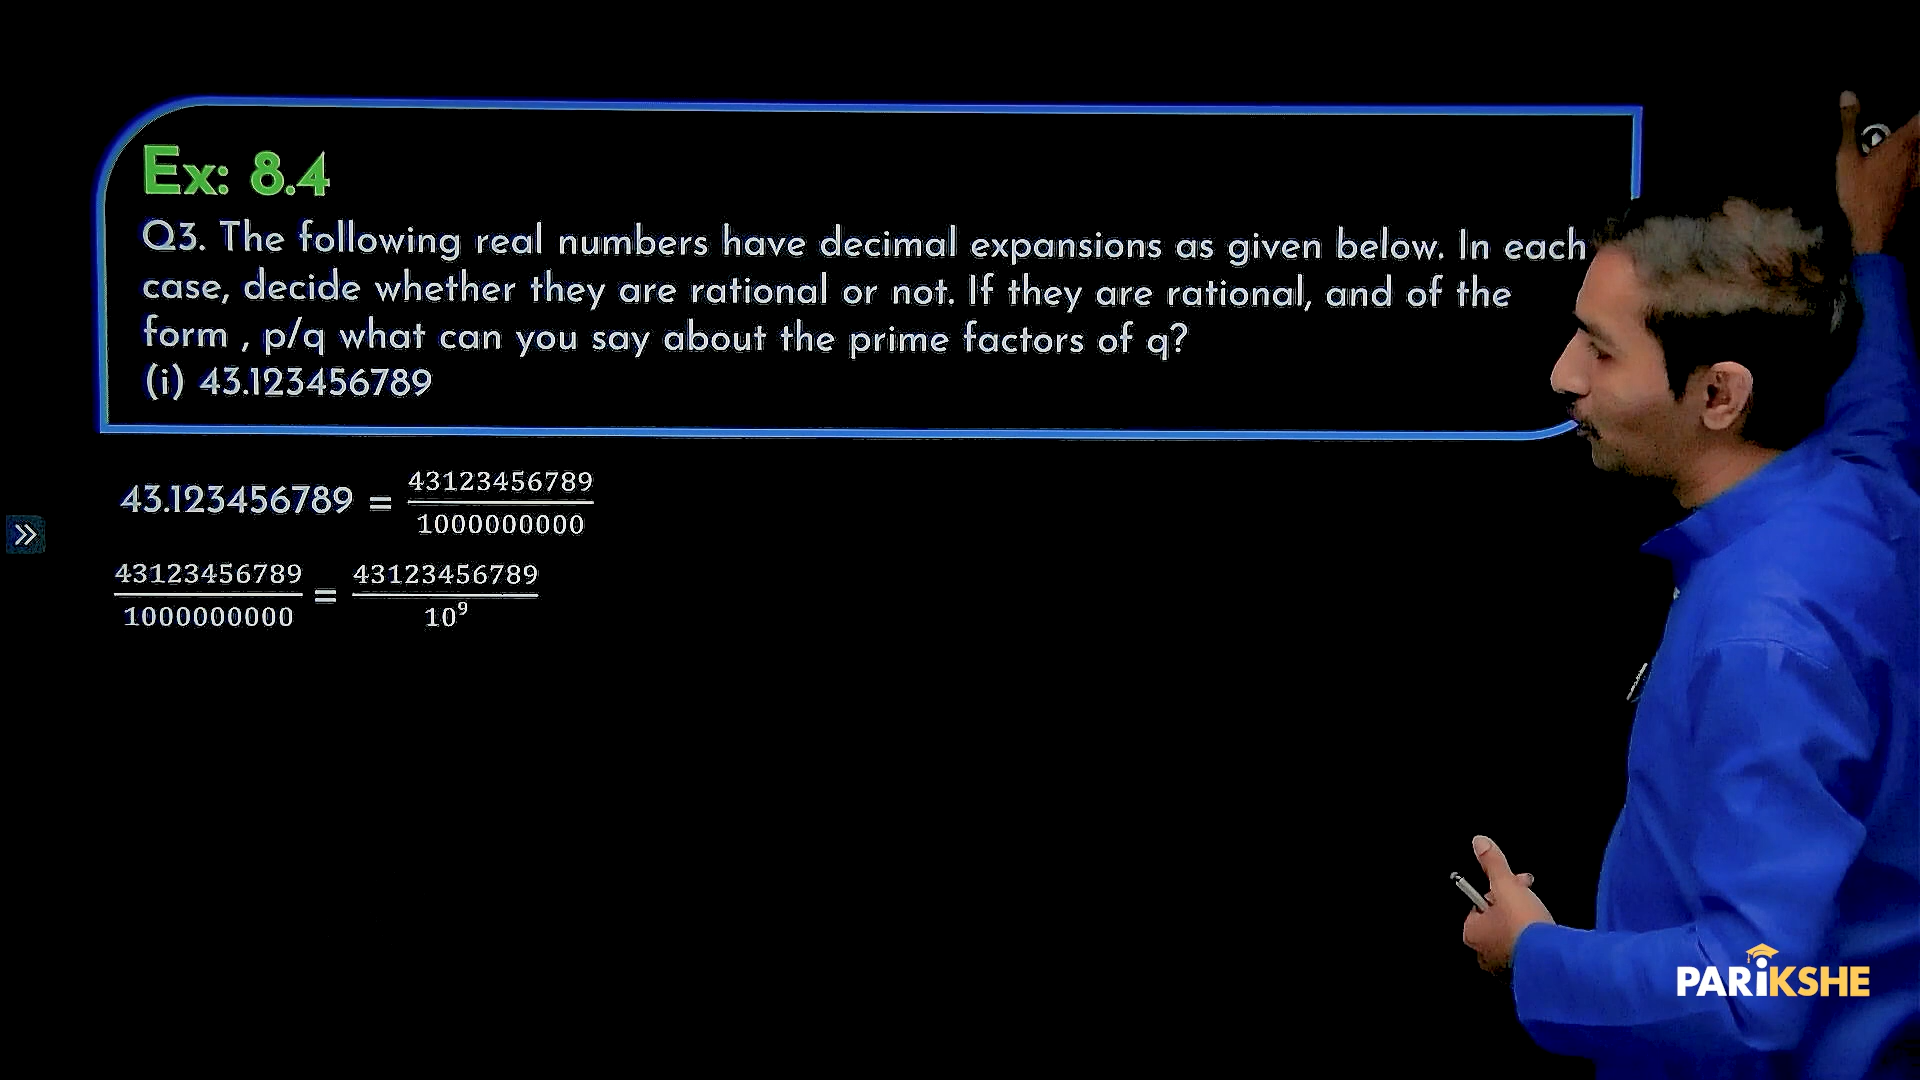 Ex: 8.4
Q3. The following real numbers have decimal expansions as given below. In each
case, decide whether they are rational or not. If they are rational, and of the
form , p/q what can you say about the prime factors of q?
(i) 43.123456789
43.123456789 = 43123456789/1000000000
43123456789/1000000000 = 43123456789/10⁹
PARiKSHE